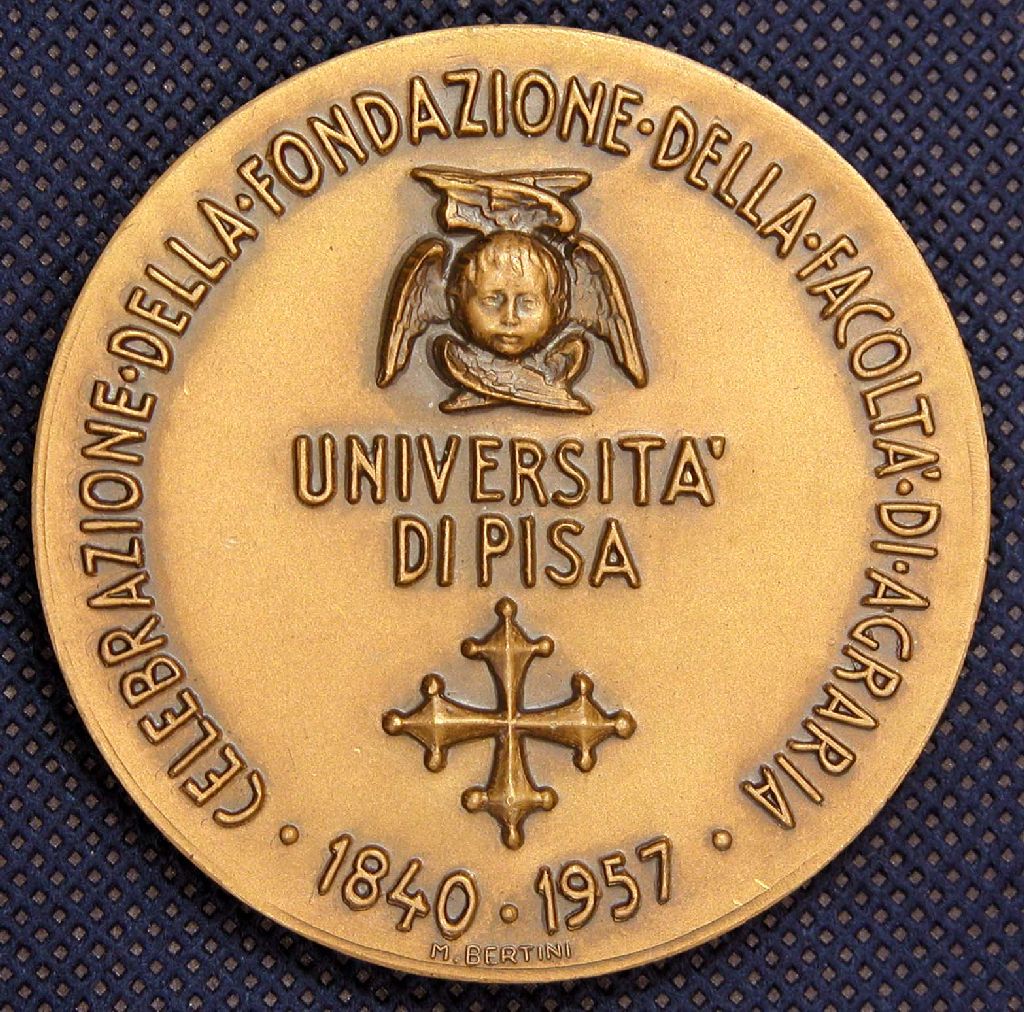 CELEBRAZIONE·DELLA·FONDAZIONE·DELLA·FACOLTA'·DI·AGRARIA
UNIVERSITA'
DI PISA
· 1840 · 1957 ·
M. BERTINI